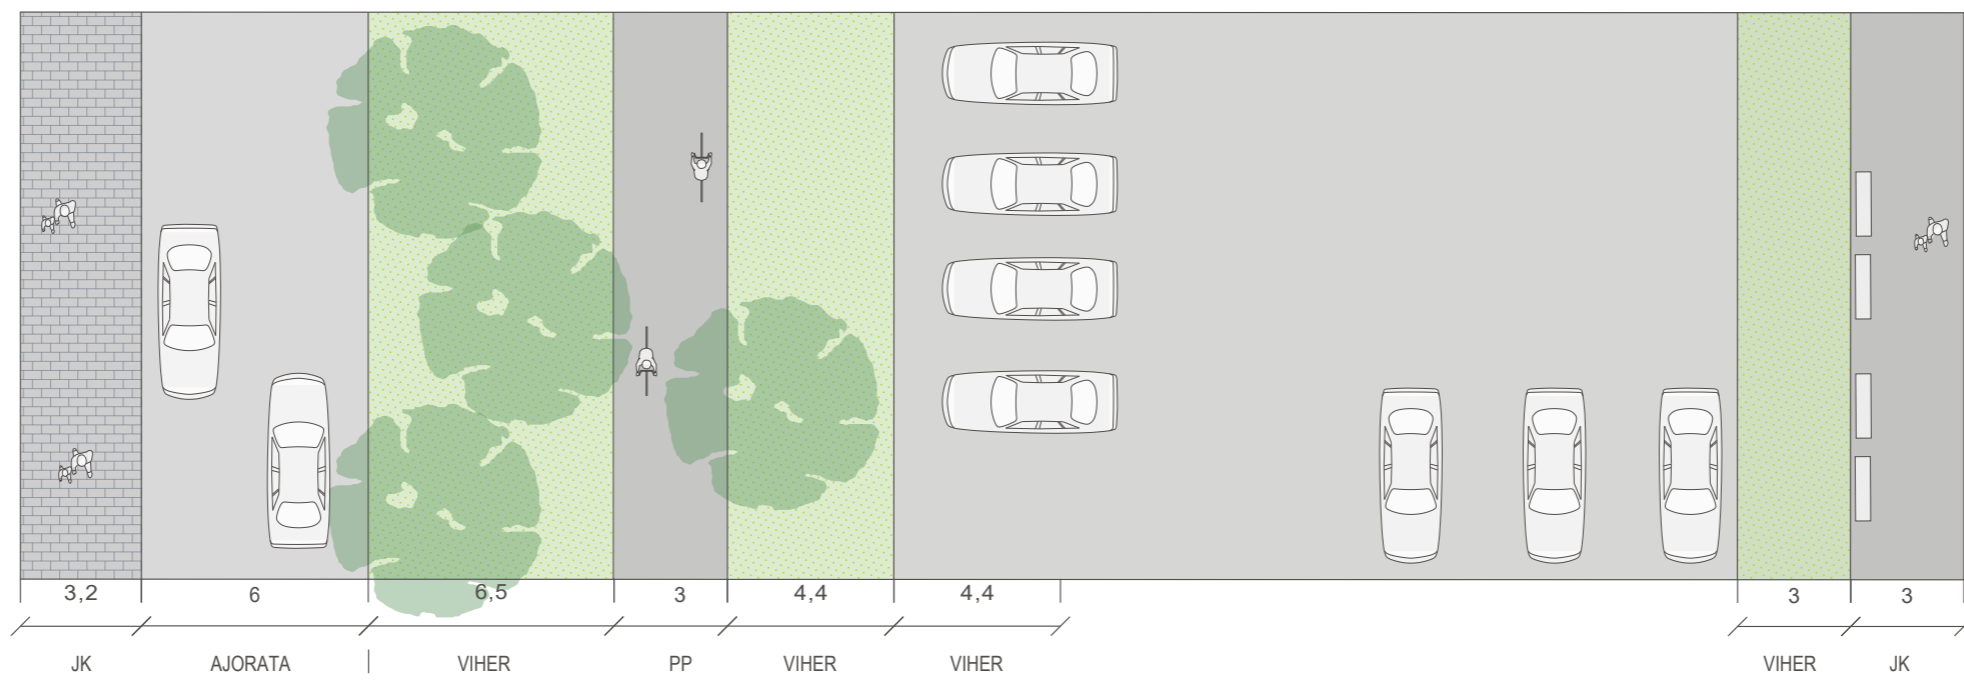 3,2 6 6,5 3 4,4 4,4 3 3
JK AJORATA VIHER PP VIHER VIHER VIHER JK